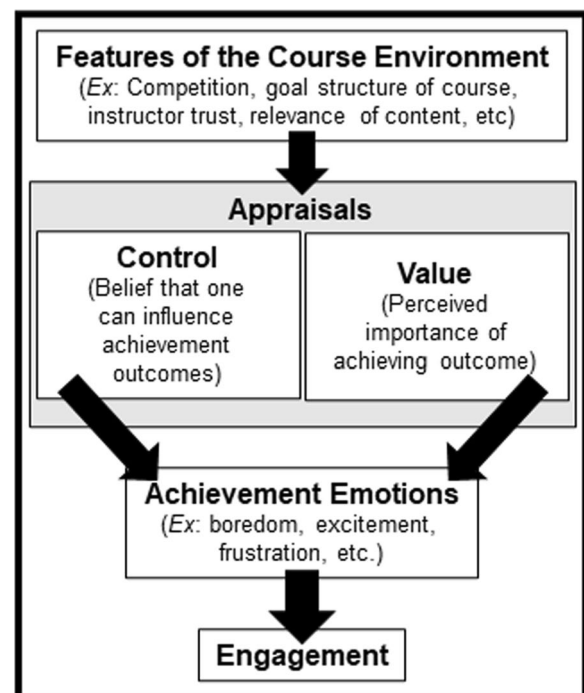 Features of the Course Environment
(Ex: Competition, goal structure of course,
instructor trust, relevance of content, etc)
Appraisals
Control
(Belief that one
can influence
achievement
outcomes)
Value
(Perceived
importance of
achieving outcome)
Achievement Emotions
(Ex: boredom, excitement,
frustration, etc.)
Engagement